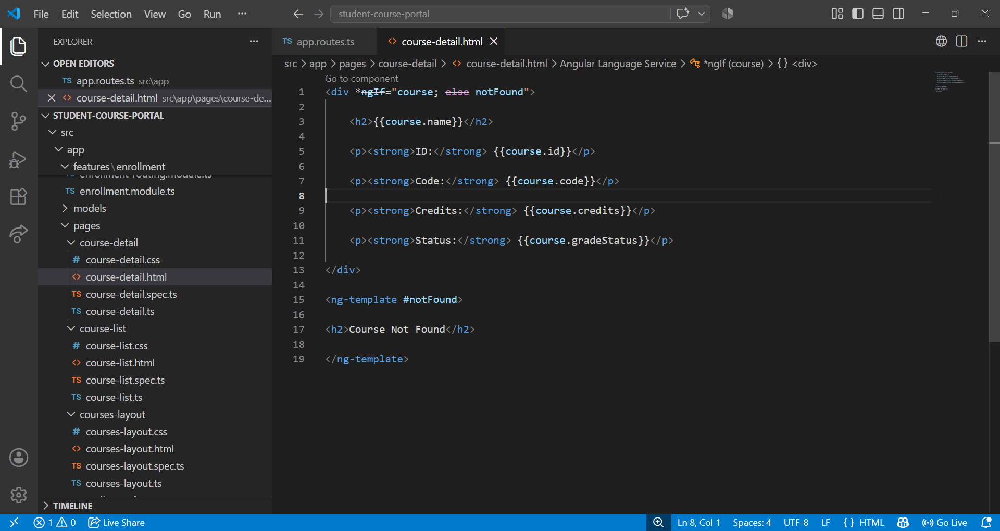 File Edit Selection View Go Run ···
student-course-portal
EXPLORER
OPEN EDITORS
TS app.routes.ts src\app
course-detail.html src\app\pages\course-de...
STUDENT-COURSE-PORTAL
src
app
features\enrollment
enrollment-routing.module.ts
TS enrollment.module.ts
models
pages
course-detail
# course-detail.css
<> course-detail.html
TS course-detail.spec.ts
TS course-detail.ts
course-list
# course-list.css
<> course-list.html
TS course-list.spec.ts
TS course-list.ts
courses-layout
# courses-layout.css
<> courses-layout.html
TS courses-layout.spec.ts
TS courses-layout.ts
TIMELINE
TS app.routes.ts
<> course-detail.html
src > app > pages > course-detail > <> course-detail.html > Angular Language Service > *ngIf (course) > { } <div>
Go to component
1 <div *ngIf="course; else notFound">
2
3 <h2>{{course.name}}</h2>
4
5 <p><strong>ID:</strong> {{course.id}}</p>
6
7 <p><strong>Code:</strong> {{course.code}}</p>
8
9 <p><strong>Credits:</strong> {{course.credits}}</p>
10
11 <p><strong>Status:</strong> {{course.gradeStatus}}</p>
12
13 </div>
14
15 <ng-template #notFound>
16
17 <h2>Course Not Found</h2>
18
19 </ng-template>
1 0 Live Share
Ln 8, Col 1 Spaces: 4 UTF-8 LF { } HTML Go Live